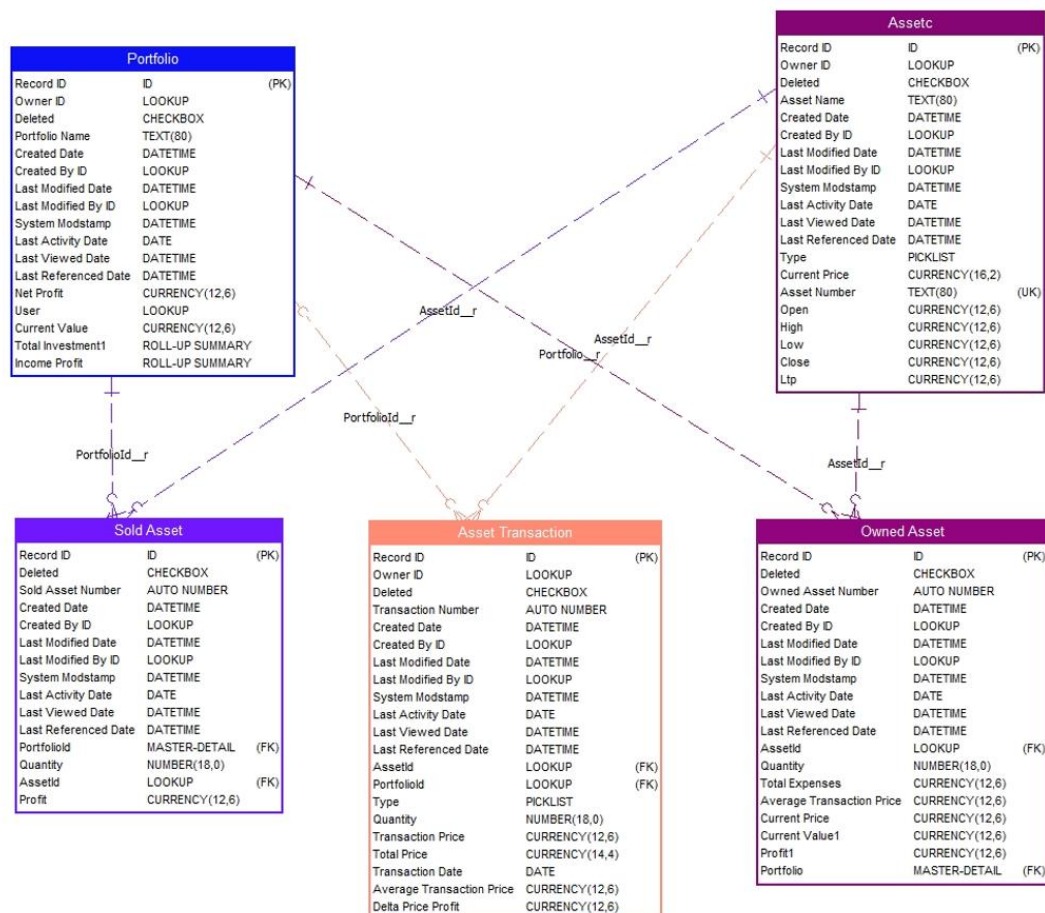 Portfolio
Record ID ID (PK)
Owner ID LOOKUP
Deleted CHECKBOX
Portfolio Name TEXT(80)
Created Date DATETIME
Created By ID LOOKUP
Last Modified Date DATETIME
Last Modified By ID LOOKUP
System Modstamp DATETIME
Last Activity Date DATE
Last Viewed Date DATETIME
Last Referenced Date DATETIME
Net Profit CURRENCY(12,6)
User LOOKUP
Current Value CURRENCY(12,6)
Total Investment1 ROLL-UP SUMMARY
Income Profit ROLL-UP SUMMARY
Assetc
Record ID ID (PK)
Owner ID LOOKUP
Deleted CHECKBOX
Asset Name TEXT(80)
Created Date DATETIME
Created By ID LOOKUP
Last Modified Date DATETIME
Last Modified By ID LOOKUP
System Modstamp DATETIME
Last Activity Date DATE
Last Viewed Date DATETIME
Last Referenced Date DATETIME
Type PICKLIST
Current Price CURRENCY(16,2)
Asset Number TEXT(80) (UK)
Open CURRENCY(12,6)
High CURRENCY(12,6)
Low CURRENCY(12,6)
Close CURRENCY(12,6)
Ltp CURRENCY(12,6)
AssetId__r
AssetId__r
Portfolio__r
PortfolioId__r
PortfolioId__r
AssetId__r
Sold Asset
Record ID ID (PK)
Deleted CHECKBOX
Sold Asset Number AUTO NUMBER
Created Date DATETIME
Created By ID LOOKUP
Last Modified Date DATETIME
Last Modified By ID LOOKUP
System Modstamp DATETIME
Last Activity Date DATE
Last Viewed Date DATETIME
Last Referenced Date DATETIME
PortfolioId MASTER-DETAIL (FK)
Quantity NUMBER(18,0)
AssetId LOOKUP (FK)
Profit CURRENCY(12,6)
Asset Transaction
Record ID ID (PK)
Owner ID LOOKUP
Deleted CHECKBOX
Transaction Number AUTO NUMBER
Created Date DATETIME
Created By ID LOOKUP
Last Modified Date DATETIME
Last Modified By ID LOOKUP
System Modstamp DATETIME
Last Activity Date DATE
Last Viewed Date DATETIME
Last Referenced Date DATETIME
AssetId LOOKUP (FK)
PortfolioId LOOKUP (FK)
Type PICKLIST
Quantity NUMBER(18,0)
Transaction Price CURRENCY(12,6)
Total Price CURRENCY(14,4)
Transaction Date DATE
Average Transaction Price CURRENCY(12,6)
Delta Price Profit CURRENCY(12,6)
Owned Asset
Record ID ID (PK)
Deleted CHECKBOX
Owned Asset Number AUTO NUMBER
Created Date DATETIME
Created By ID LOOKUP
Last Modified Date DATETIME
Last Modified By ID LOOKUP
System Modstamp DATETIME
Last Activity Date DATE
Last Viewed Date DATETIME
Last Referenced Date DATETIME
AssetId LOOKUP (FK)
Quantity NUMBER(18,0)
Total Expenses CURRENCY(12,6)
Average Transaction Price CURRENCY(12,6)
Current Price CURRENCY(12,6)
Current Value1 CURRENCY(12,6)
Profit1 CURRENCY(12,6)
Portfolio MASTER-DETAIL (FK)